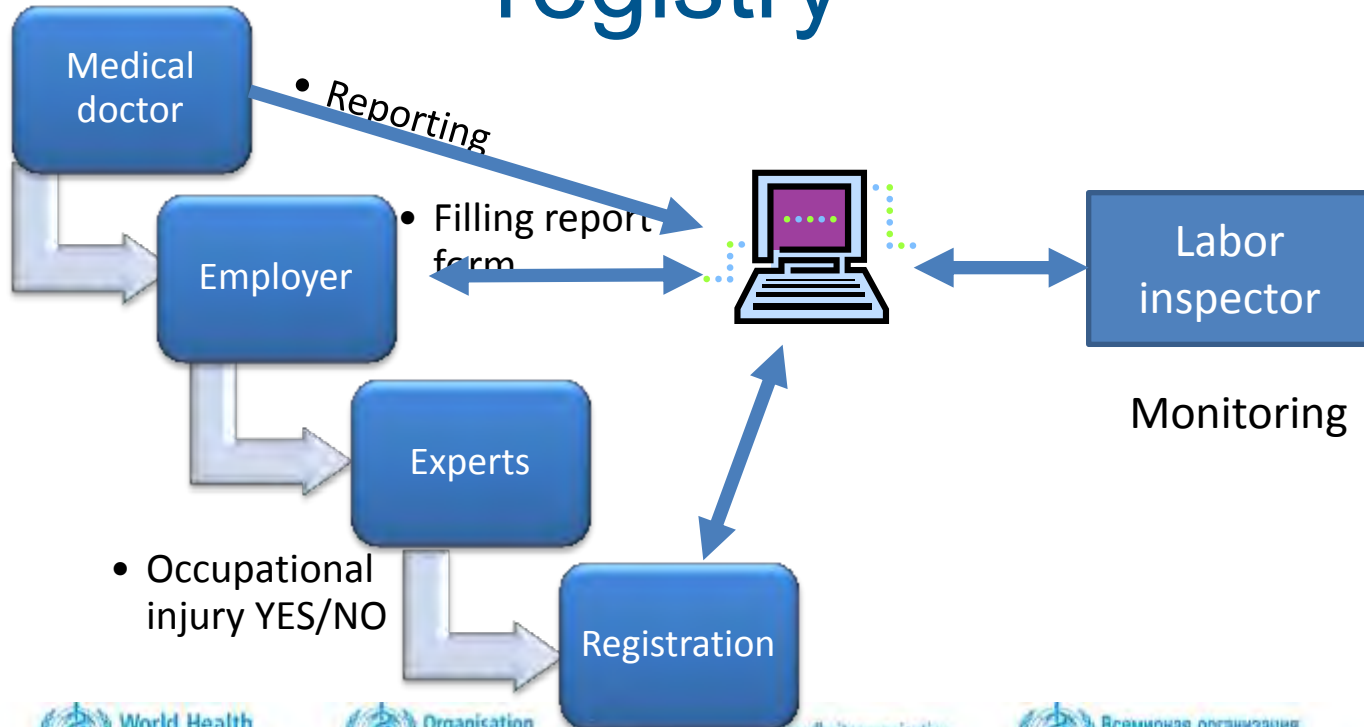 registry
Medical
doctor
• Reporting
• Filling report
form
Employer
Labor
inspector
Monitoring
Experts
• Occupational
injury YES/NO
Registration
World Health
Organisation
Всемирная организация